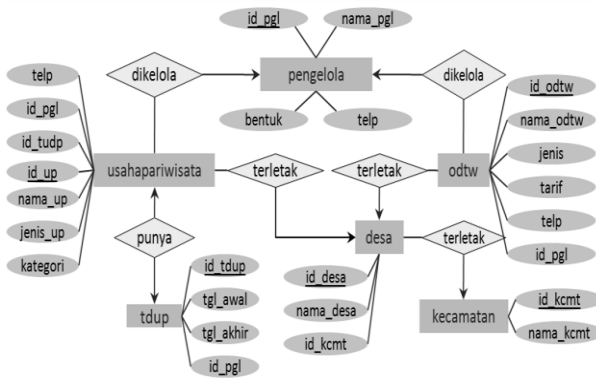 id_pgl
nama_pgl
dikelola
pengelola
dikelola
bentuk
telp
telp
id_pgl
id_tudp
id_up
nama_up
jenis_up
kategori
usahapariwisata
terletak
terletak
odtw
id_odtw
nama_odtw
jenis
tarif
telp
id_pgl
punya
desa
terletak
tdup
id_tdup
tgl_awal
tgl_akhir
id_pgl
id_desa
nama_desa
id_kcmt
kecamatan
id_kcmt
nama_kcmt